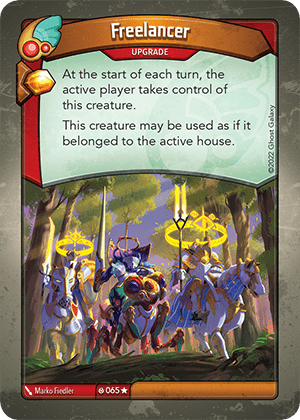 Freelancer
UPGRADE
At the start of each turn, the
active player takes control of
this creature.
This creature may be used as if it
belonged to the active house.
©2022 Ghost Galaxy
Marko Fiedler
065★